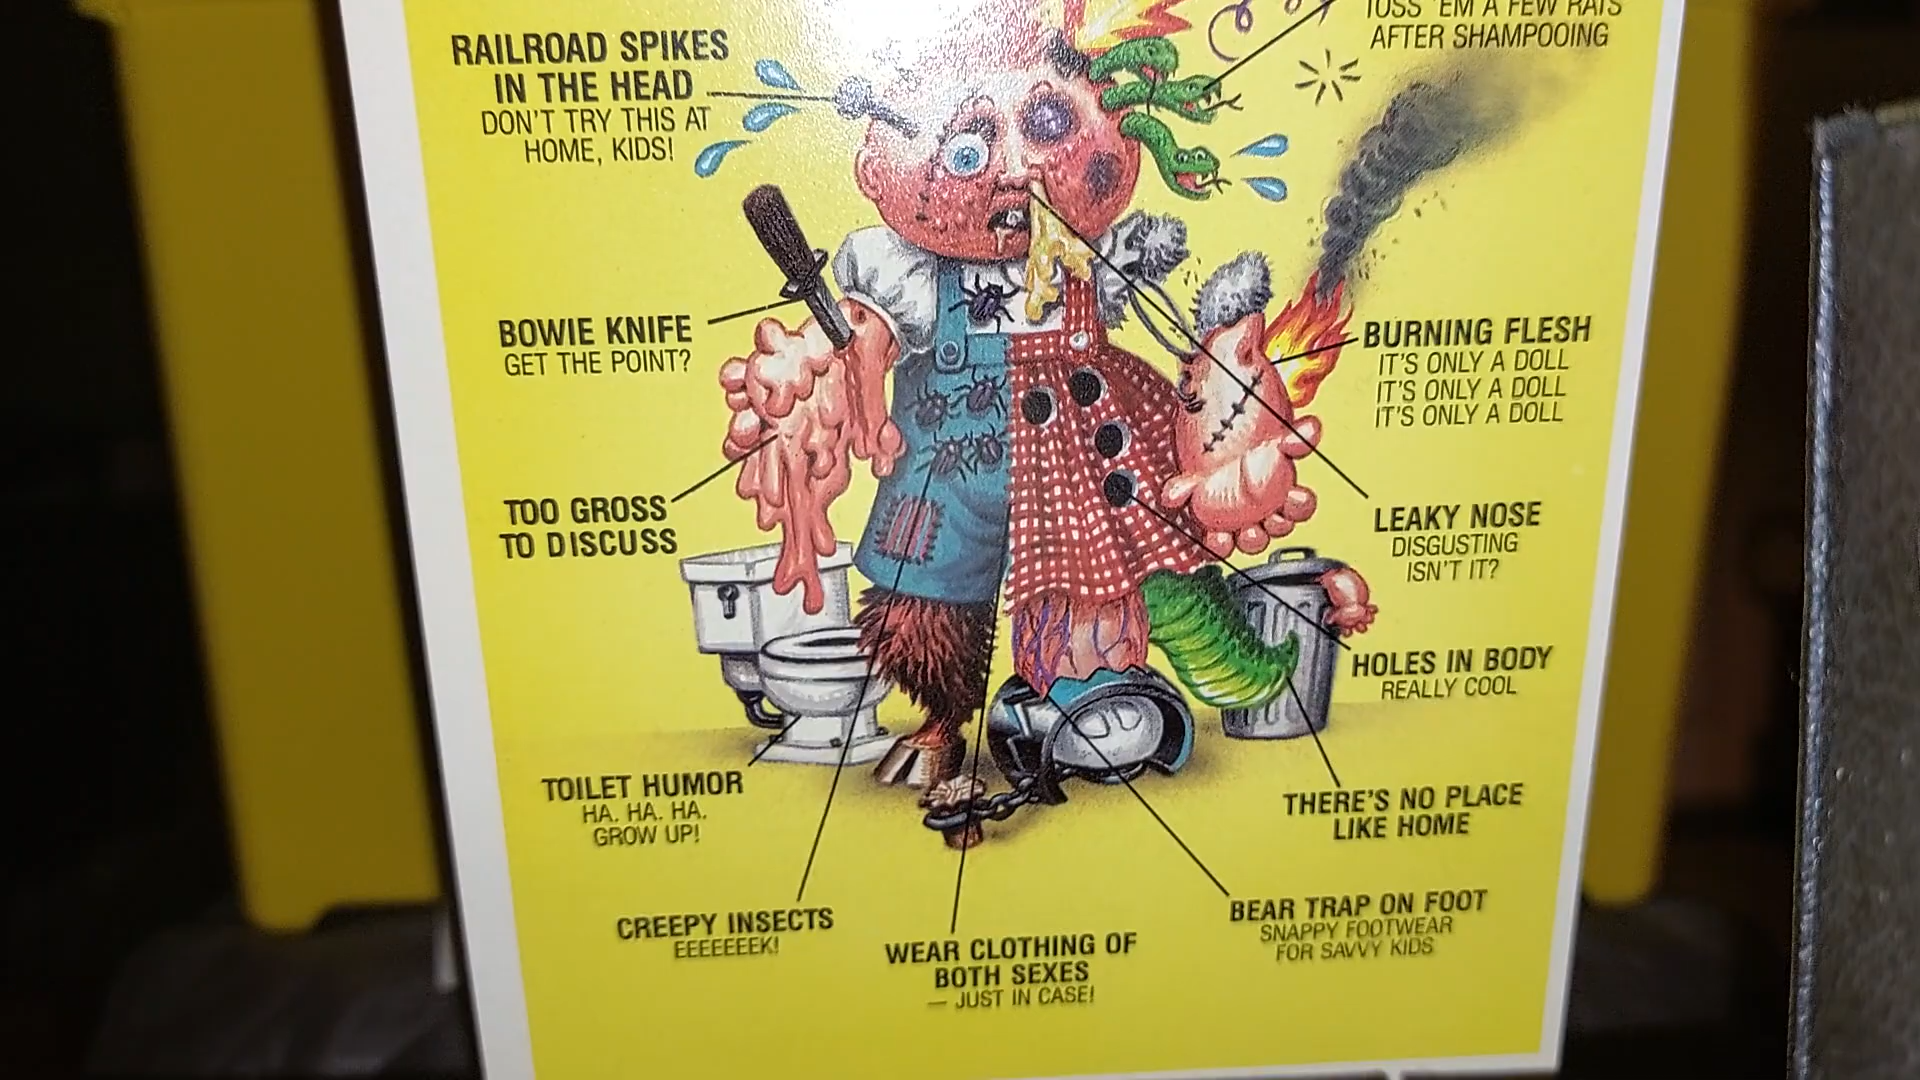 TOSS 'EM A FEW RATS
AFTER SHAMPOOING
RAILROAD SPIKES
IN THE HEAD
DON'T TRY THIS AT
HOME, KIDS!
BOWIE KNIFE
GET THE POINT?
BURNING FLESH
IT'S ONLY A DOLL
IT'S ONLY A DOLL
IT'S ONLY A DOLL
TOO GROSS
TO DISCUSS
LEAKY NOSE
DISGUSTING
ISN'T IT?
HOLES IN BODY
REALLY COOL
TOILET HUMOR
HA. HA. HA.
GROW UP!
THERE'S NO PLACE
LIKE HOME
CREEPY INSECTS
EEEEEEEK!
WEAR CLOTHING OF
BOTH SEXES
— JUST IN CASE!
BEAR TRAP ON FOOT
SNAPPY FOOTWEAR
FOR SAVVY KIDS